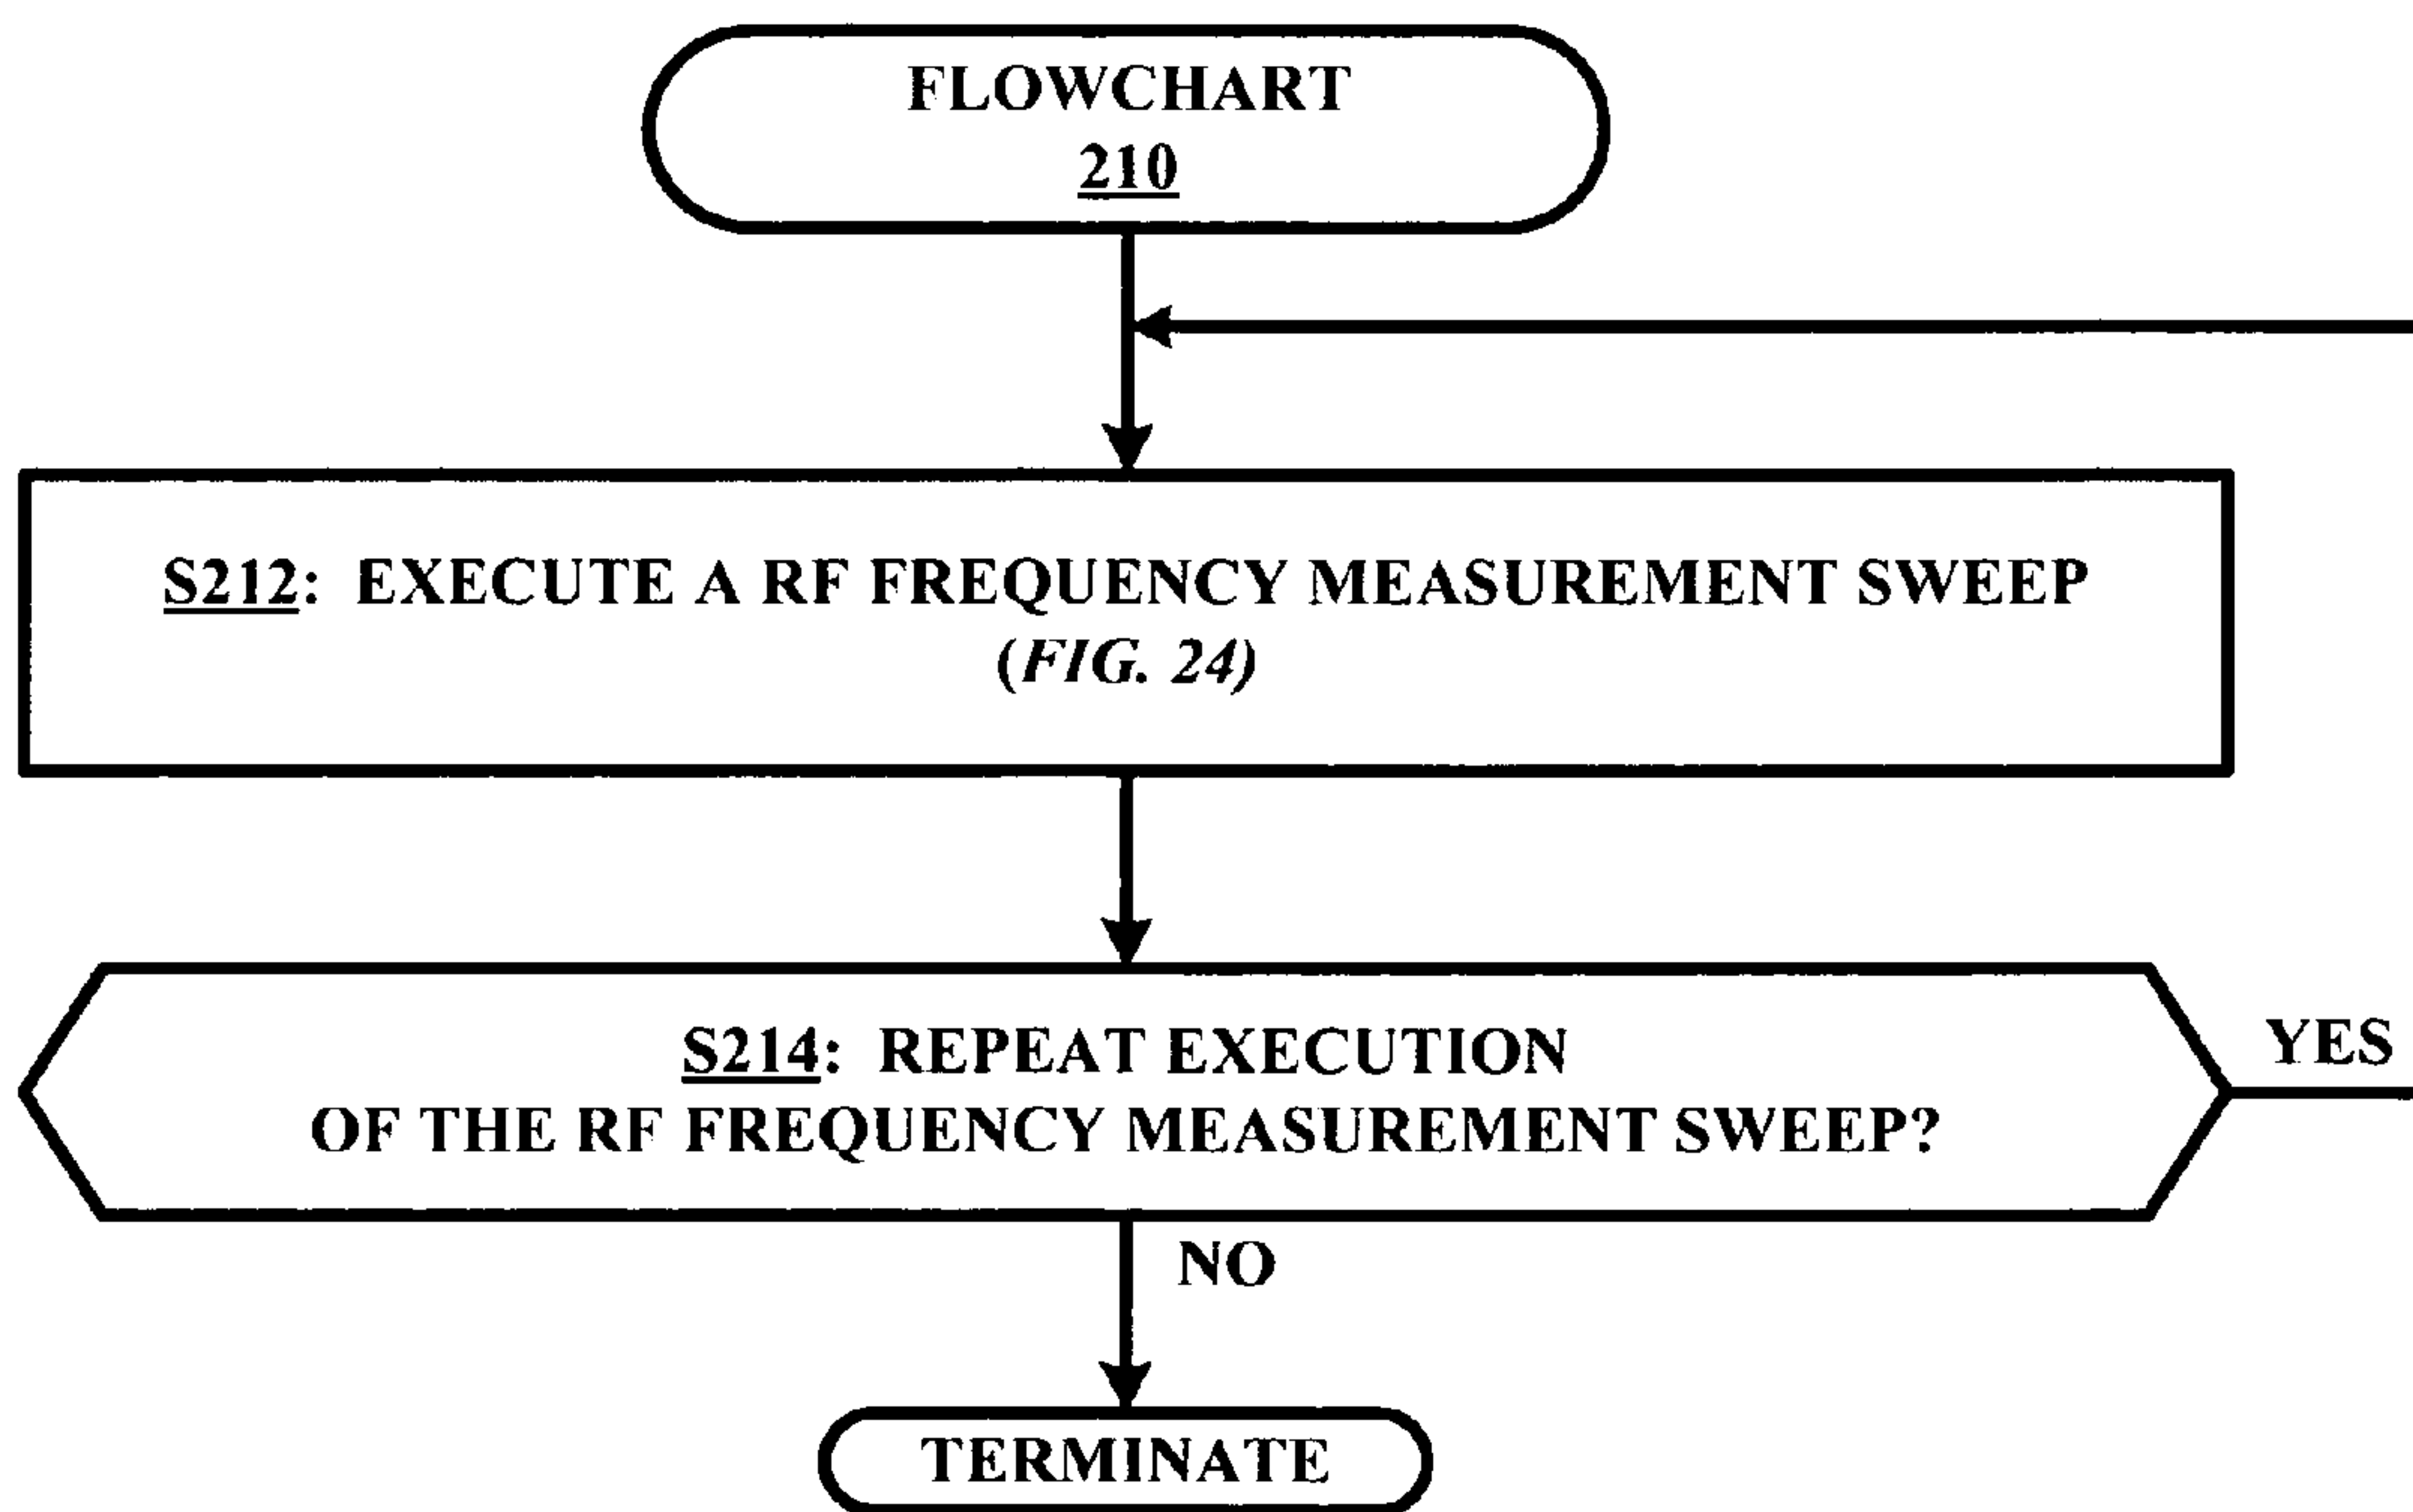 FLOWCHART
210
S212: EXECUTE A RF FREQUENCY MEASUREMENT SWEEP
(FIG. 24)
S214: REPEAT EXECUTION
OF THE RF FREQUENCY MEASUREMENT SWEEP?
YES
NO
TERMINATE